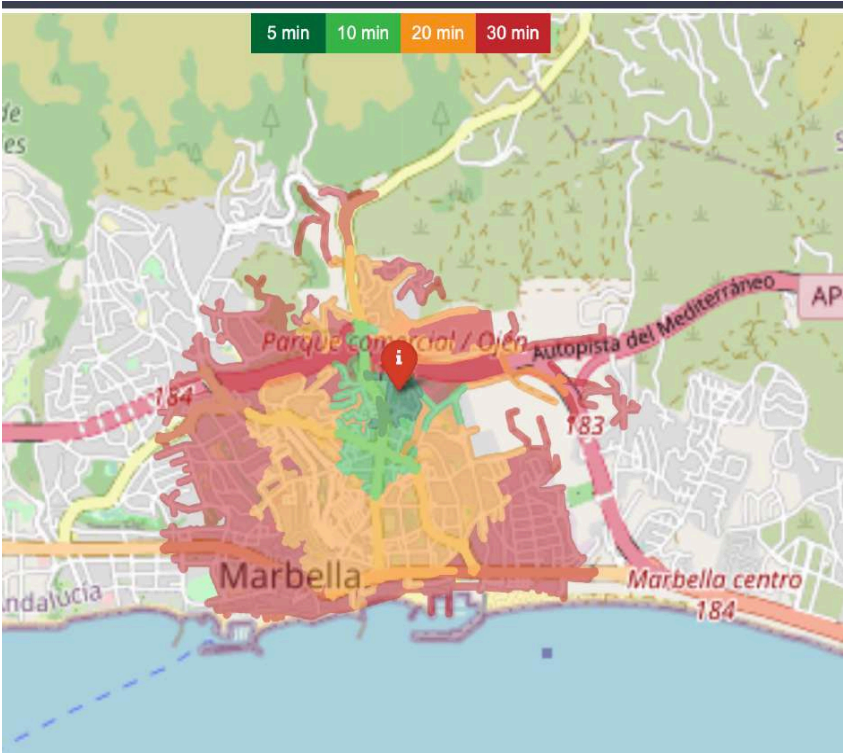 5 min 10 min 20 min 30 min
de
es
Parque comercial / Ojén
Autopista del Mediterráneo
AP
184
183
Marbella
Marbella centro
184
ndalucía